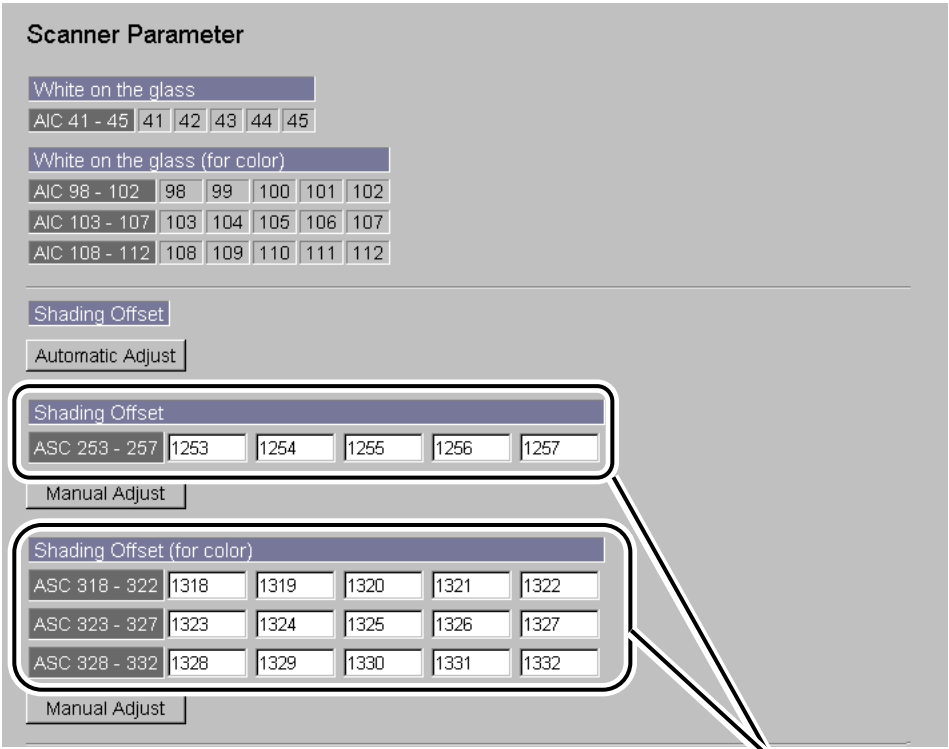 Scanner Parameter
White on the glass
AIC 41 - 45 41 42 43 44 45
White on the glass (for color)
AIC 98 - 102 98 99 100 101 102
AIC 103 - 107 103 104 105 106 107
AIC 108 - 112 108 109 110 111 112
Shading Offset
Automatic Adjust
Shading Offset
ASC 253 - 257 1253 1254 1255 1256 1257
Manual Adjust
Shading Offset (for color)
ASC 318 - 322 1318 1319 1320 1321 1322
ASC 323 - 327 1323 1324 1325 1326 1327
ASC 328 - 332 1328 1329 1330 1331 1332
Manual Adjust